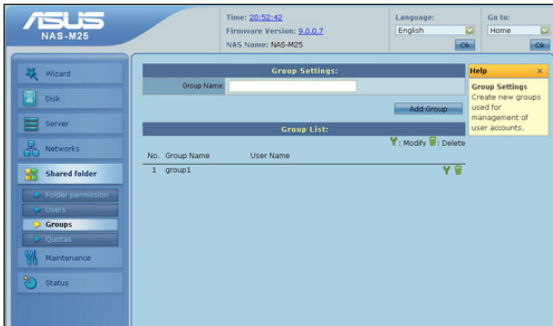 ASUS
NAS-M25
Time: 20:52:42
Firmware Version: 9.0.0.7
NAS Name: NAS-M25
Language:
English
Ok
Go to:
Home
Ok
Wizard
Disk
Server
Networks
Shared folder
Folder permission
Users
Groups
Quotas
Maintenance
Status
Group Settings:
Group Name:
Add Group
Group List:
: Modify : Delete
No. Group Name User Name
1 group1
Help x
Group Settings
Create new groups
used for
management of
user accounts.